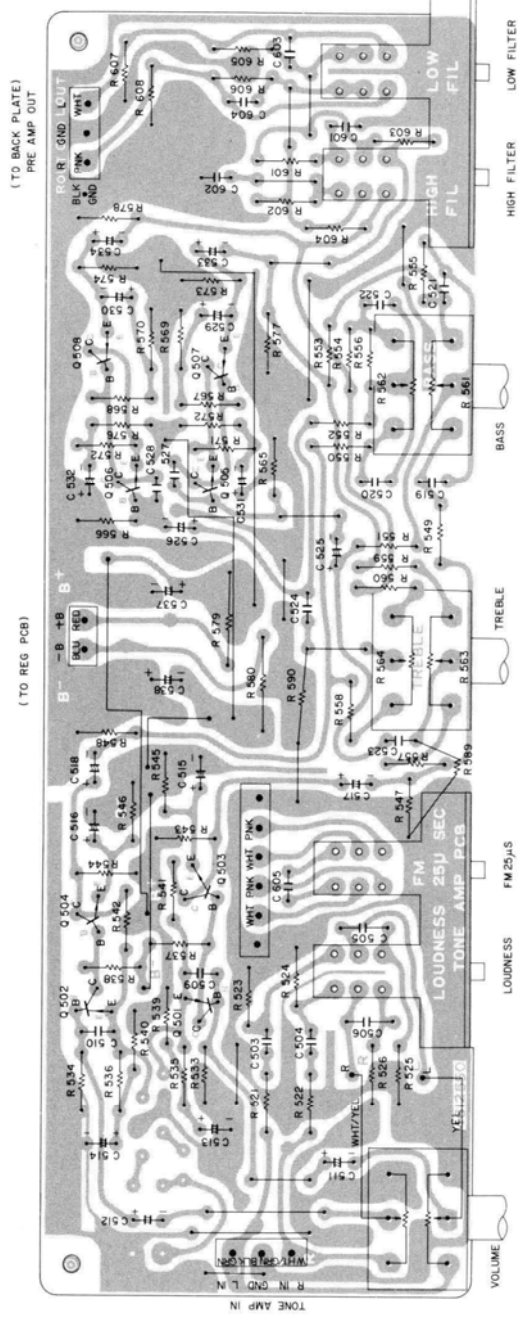 (TO BACK PLATE)
PRE AMP OUT
(TO REG PCB)
R GND L OUT
PNK
WHT
BLK
GND
R 607
R 608
R 605
R 606
C 603
C 604
C 602
C 601
R 601
R 602
R 603
R 604
LOW
FIL
HIGH
FIL
LOW FILTER
HIGH FILTER
R 578
C 534
R 574
C 530
C 533
R 573
C 529
R 570
R 569
Q 508
Q 507
R 568
R 567
R 576
R 572
R 572
R 571
C 532
Q 506
C 528
C 527
Q 505
C 531
R 566
C 526
R 565
R 577
R 553
R 554
R 556
C 522
R 555
C 521
R 552
R 550
R 562
BASS
R 561
BASS
C 520
C 519
R 549
R 551
R 559
R 560
C 525
C 524
B+
B-
-B +B
BLU RED
C 537
C 538
R 579
R 580
R 590
R 558
R 564
TREBLE
R 563
TREBLE
C 523
R 557
R 589
R 547
C 517
R 548
C 518
C 516
R 546
R 545
C 515
R 544
R 543
R 542
R 541
Q 504
Q 503
WHT PNK WHT PNK
C 605
FM
25µ SEC
LOUDNESS
TONE AMP PCB
FM 25µS
LOUDNESS
C 505
C 506
R 538
R 537
Q 502
Q 501
C 510
C 509
R 540
R 539
R 534
R 536
R 535
R 533
R 523
R 524
C 503
C 504
R 521
R 522
R 526
R 525
R
L
WHT/YEL
YEL
C 514
C 513
C 512
C 511
VOLUME
WHT/GRN BLK GRN
R IN GND L IN
TONE AMP IN